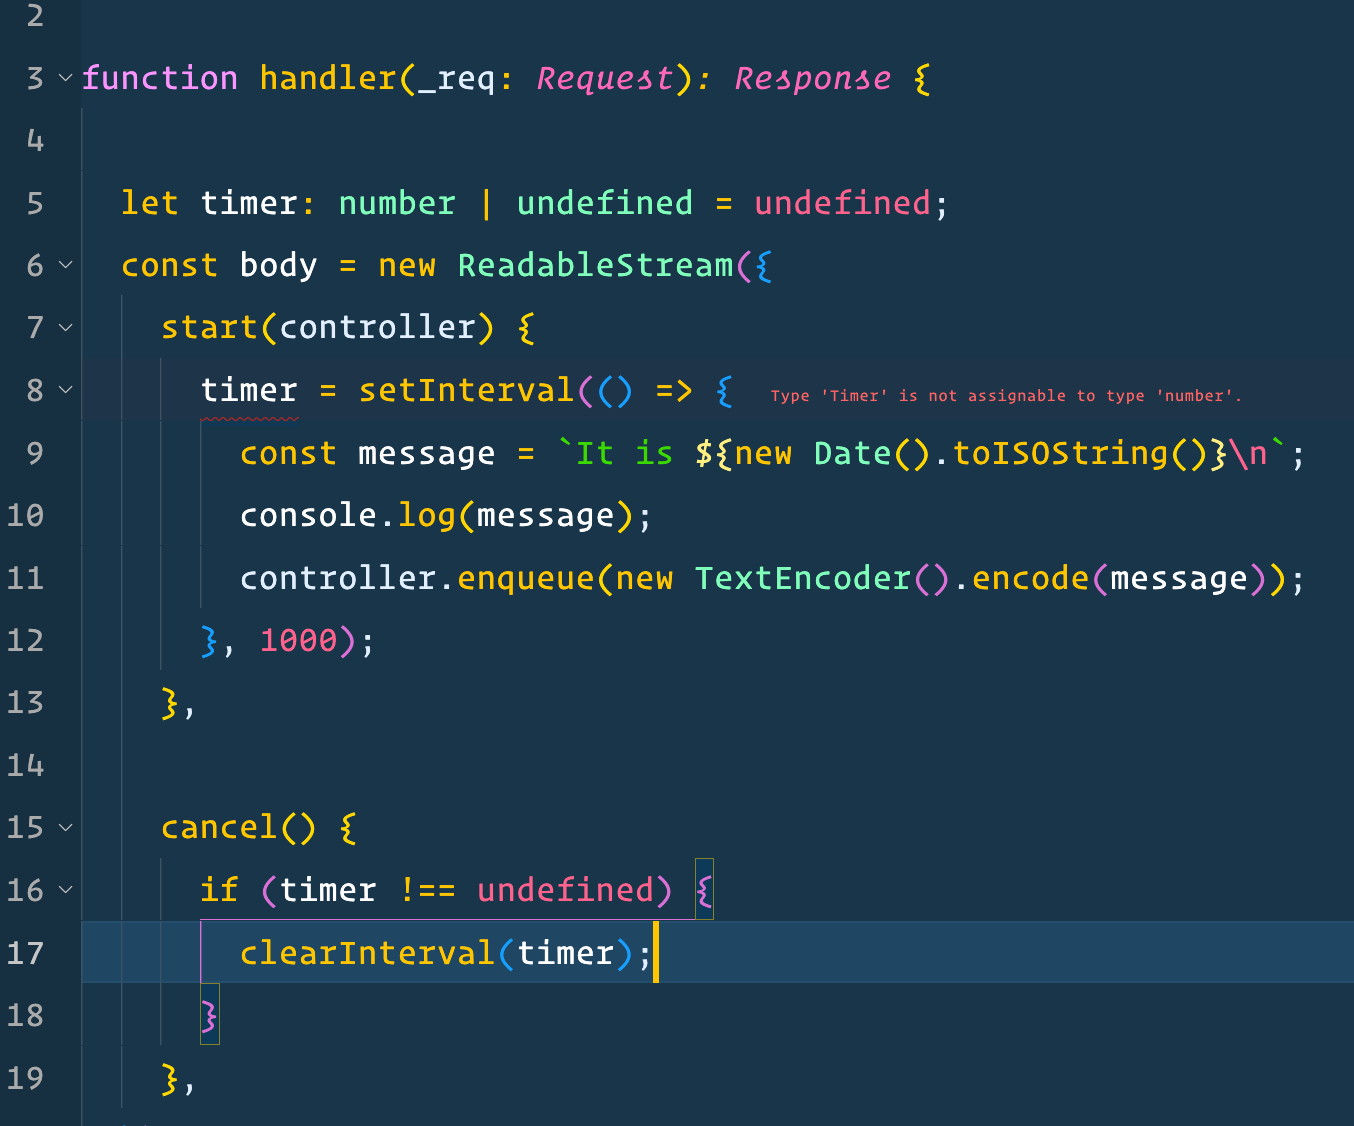 2
3 function handler(_req: Request): Response {
4
5 let timer: number | undefined = undefined;
6 const body = new ReadableStream({
7 start(controller) {
8 timer = setInterval(() => { Type 'Timer' is not assignable to type 'number'.
9 const message = `It is ${new Date().toISOString()}\n`;
10 console.log(message);
11 controller.enqueue(new TextEncoder().encode(message));
12 }, 1000);
13 },
14
15 cancel() {
16 if (timer !== undefined) {
17 clearInterval(timer);
18 }
19 },